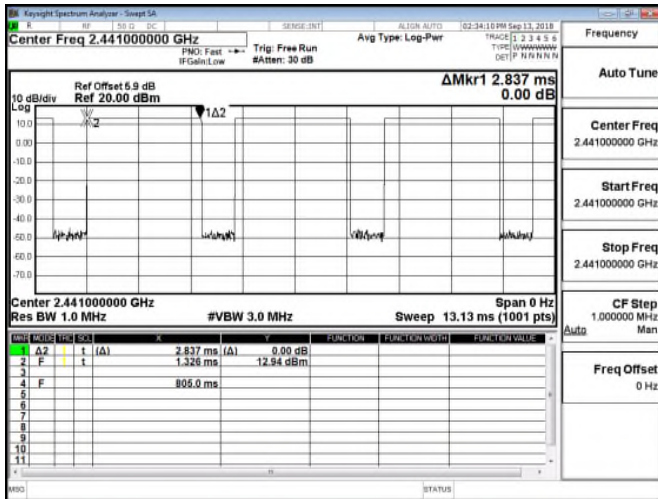 Keysight Spectrum Analyzer - Swept SA
R RF 50 Ω DC SENSE:INT ALIGN AUTO 02:34:10 PM Sep 13, 2018
Center Freq 2.441000000 GHz
PNO: Fast
IFGain:Low
Trig: Free Run
#Atten: 30 dB
Avg Type: Log-Pwr
TRACE 1 2 3 4 5 6
TYPE
DET P N N N N N
Frequency
Auto Tune
Center Freq
2.441000000 GHz
Start Freq
2.441000000 GHz
Stop Freq
2.441000000 GHz
CF Step
1.000000 MHz
Auto Man
Freq Offset
0 Hz
Ref Offset 5.9 dB
Ref 20.00 dBm
10 dB/div
Log
ΔMkr1 2.837 ms
0.00 dB
10.0
0.00
-10.0
-20.0
-30.0
-40.0
-50.0
-60.0
-70.0
2
1Δ2
Center 2.441000000 GHz
Span 0 Hz
Res BW 1.0 MHz
#VBW 3.0 MHz
Sweep 13.13 ms (1001 pts)
MKR MODE TRC SCL X Y FUNCTION FUNCTION WIDTH FUNCTION VALUE
1 Δ2 t (Δ) 2.837 ms (Δ) 0.00 dB
2 F t 1.326 ms 12.94 dBm
3
4 F 805.0 ms
5
6
7
8
9
10
11
MSG
STATUS